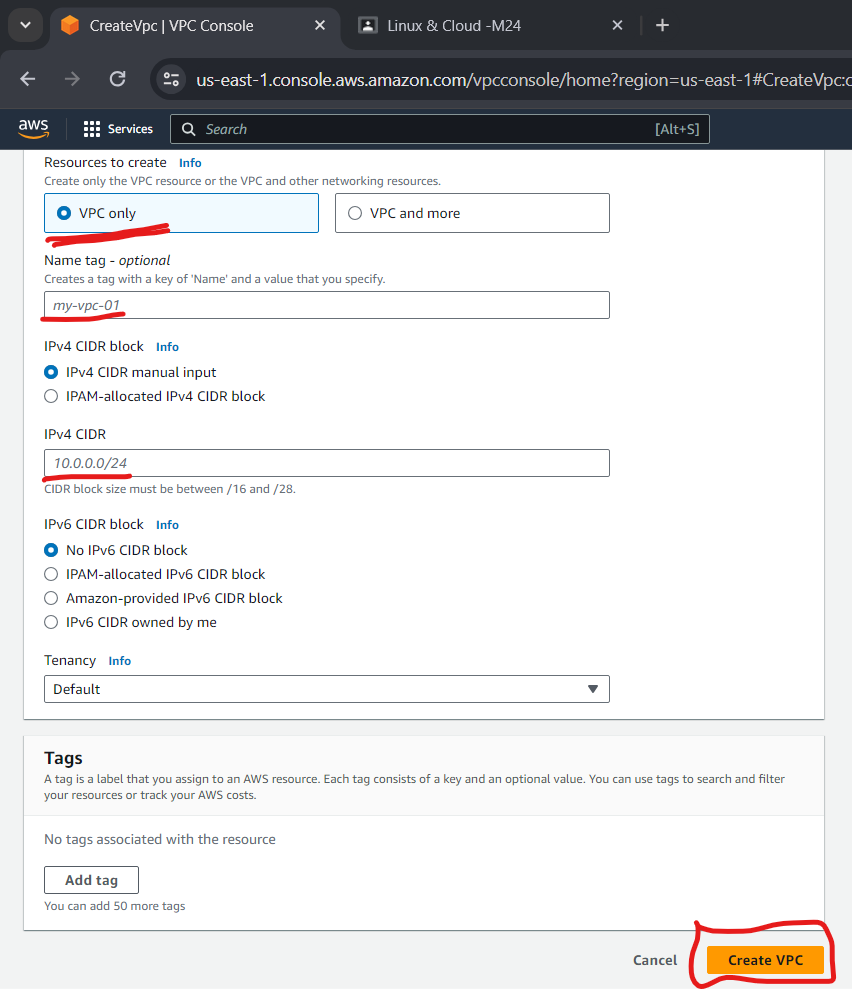 CreateVpc | VPC Console
Linux & Cloud -M24
us-east-1.console.aws.amazon.com/vpcconsole/home?region=us-east-1#CreateVpc:c
aws
Services
Search
[Alt+S]
Resources to create Info
Create only the VPC resource or the VPC and other networking resources.
VPC only
VPC and more
Name tag - optional
Creates a tag with a key of 'Name' and a value that you specify.
my-vpc-01
IPv4 CIDR block Info
IPv4 CIDR manual input
IPAM-allocated IPv4 CIDR block
IPv4 CIDR
10.0.0.0/24
CIDR block size must be between /16 and /28.
IPv6 CIDR block Info
No IPv6 CIDR block
IPAM-allocated IPv6 CIDR block
Amazon-provided IPv6 CIDR block
IPv6 CIDR owned by me
Tenancy Info
Default
Tags
A tag is a label that you assign to an AWS resource. Each tag consists of a key and an optional value. You can use tags to search and filter
your resources or track your AWS costs.
No tags associated with the resource
Add tag
You can add 50 more tags
Cancel
Create VPC